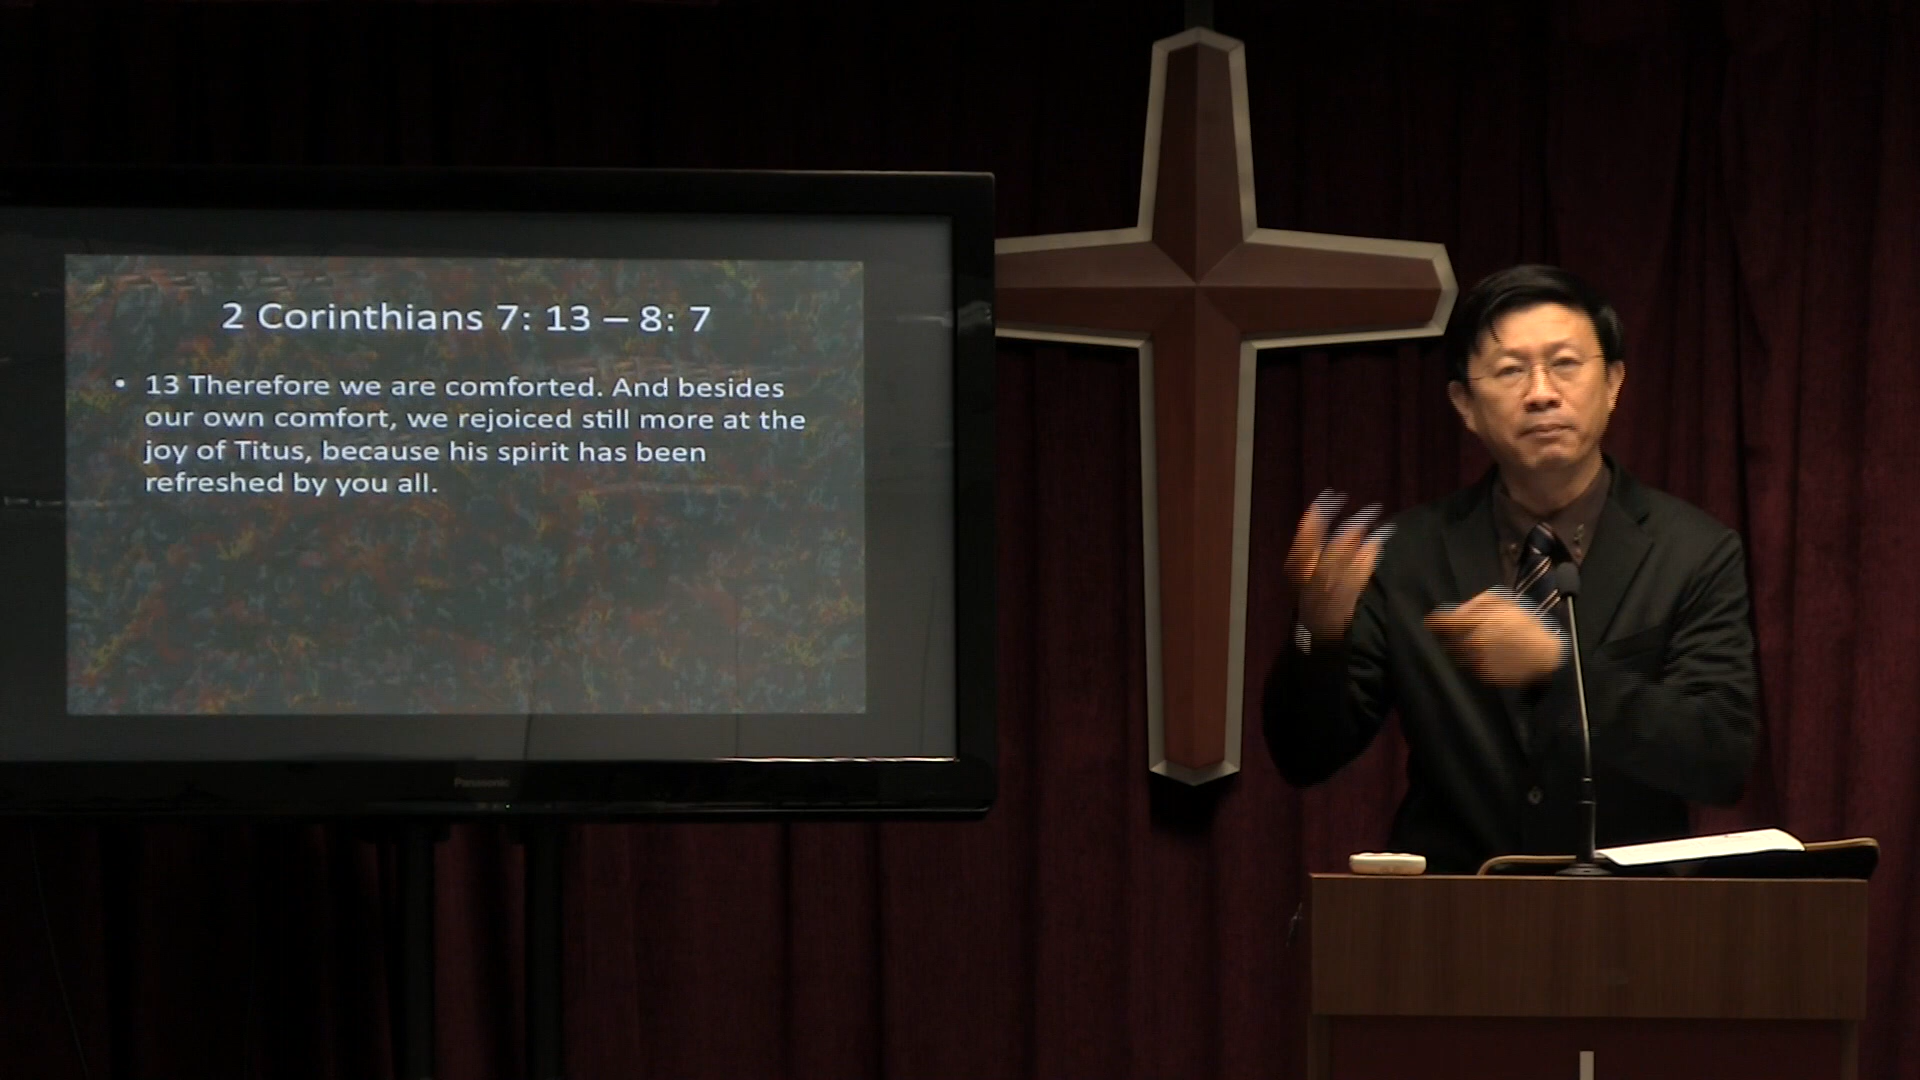 2 Corinthians 7: 13 – 8: 7
• 13 Therefore we are comforted. And besides
our own comfort, we rejoiced still more at the
joy of Titus, because his spirit has been
refreshed by you all.
Panasonic